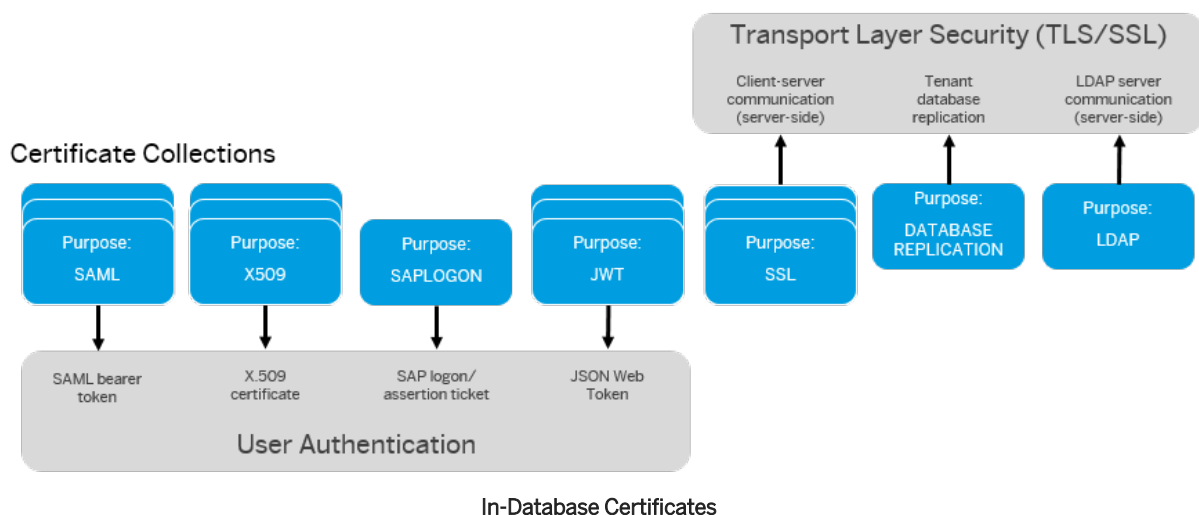 Transport Layer Security (TLS/SSL)
Client-server
communication
(server-side)
Tenant
database
replication
LDAP server
communication
(server-side)
Certificate Collections
Purpose:
SAML
Purpose:
X509
Purpose:
SAPLOGON
Purpose:
JWT
Purpose:
SSL
Purpose:
DATABASE
REPLICATION
Purpose:
LDAP
SAML bearer
token
X.509
certificate
SAP logon/
assertion ticket
JSON Web
Token
User Authentication
In-Database Certificates